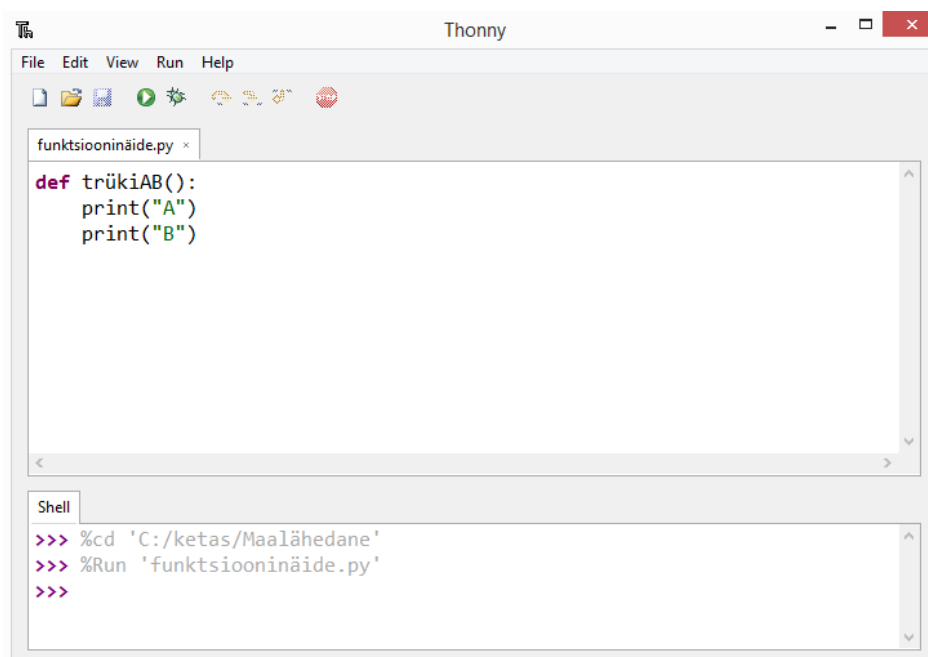 Thonny
File Edit View Run Help
funktsiooninäide.py ×
def trükiAB():
    print("A")
    print("B")
Shell
>>> %cd 'C:/ketas/Maalähedane'
>>> %Run 'funktsiooninäide.py'
>>>